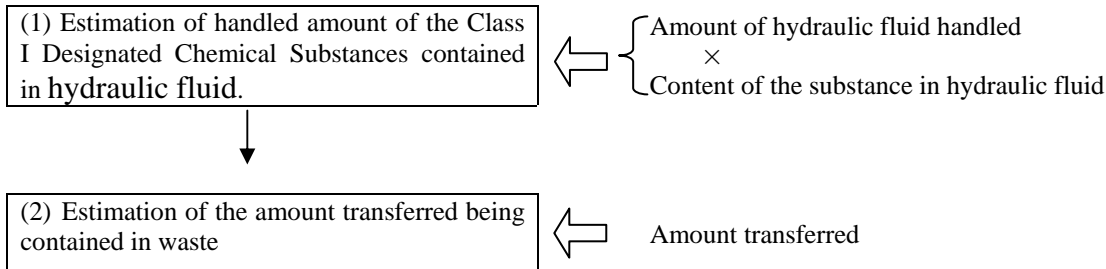 (1) Estimation of handled amount of the Class
I Designated Chemical Substances contained
in hydraulic fluid.
Amount of hydraulic fluid handled
×
Content of the substance in hydraulic fluid
(2) Estimation of the amount transferred being
contained in waste
Amount transferred